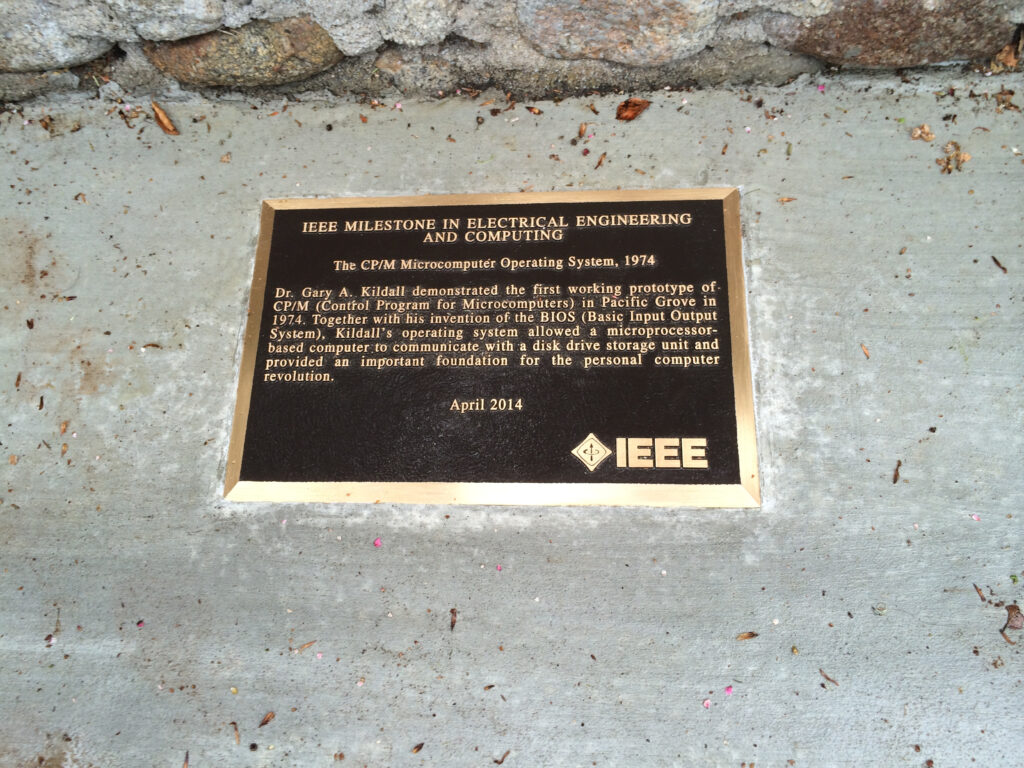 IEEE MILESTONE IN ELECTRICAL ENGINEERING
AND COMPUTING
The CP/M Microcomputer Operating System, 1974
Dr. Gary A. Kildall demonstrated the first working prototype of
CP/M (Control Program for Microcomputers) in Pacific Grove in
1974. Together with his invention of the BIOS (Basic Input Output
System), Kildall's operating system allowed a microprocessor-
based computer to communicate with a disk drive storage unit and
provided an important foundation for the personal computer
revolution.
April 2014
IEEE